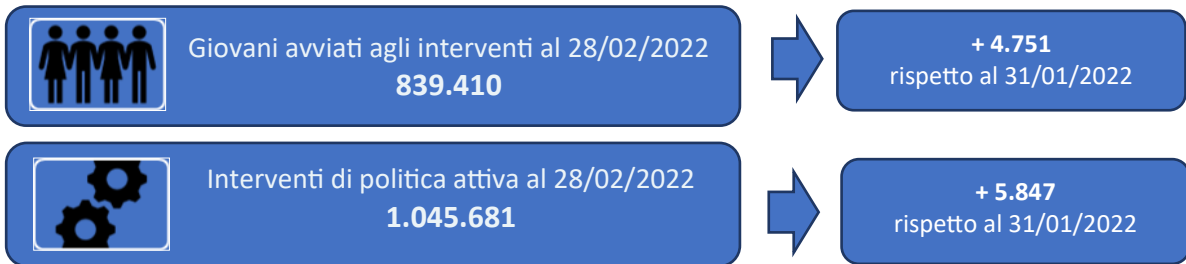 Giovani avviati agli interventi al 28/02/2022
839.410
+ 4.751
rispetto al 31/01/2022
Interventi di politica attiva al 28/02/2022
1.045.681
+ 5.847
rispetto al 31/01/2022